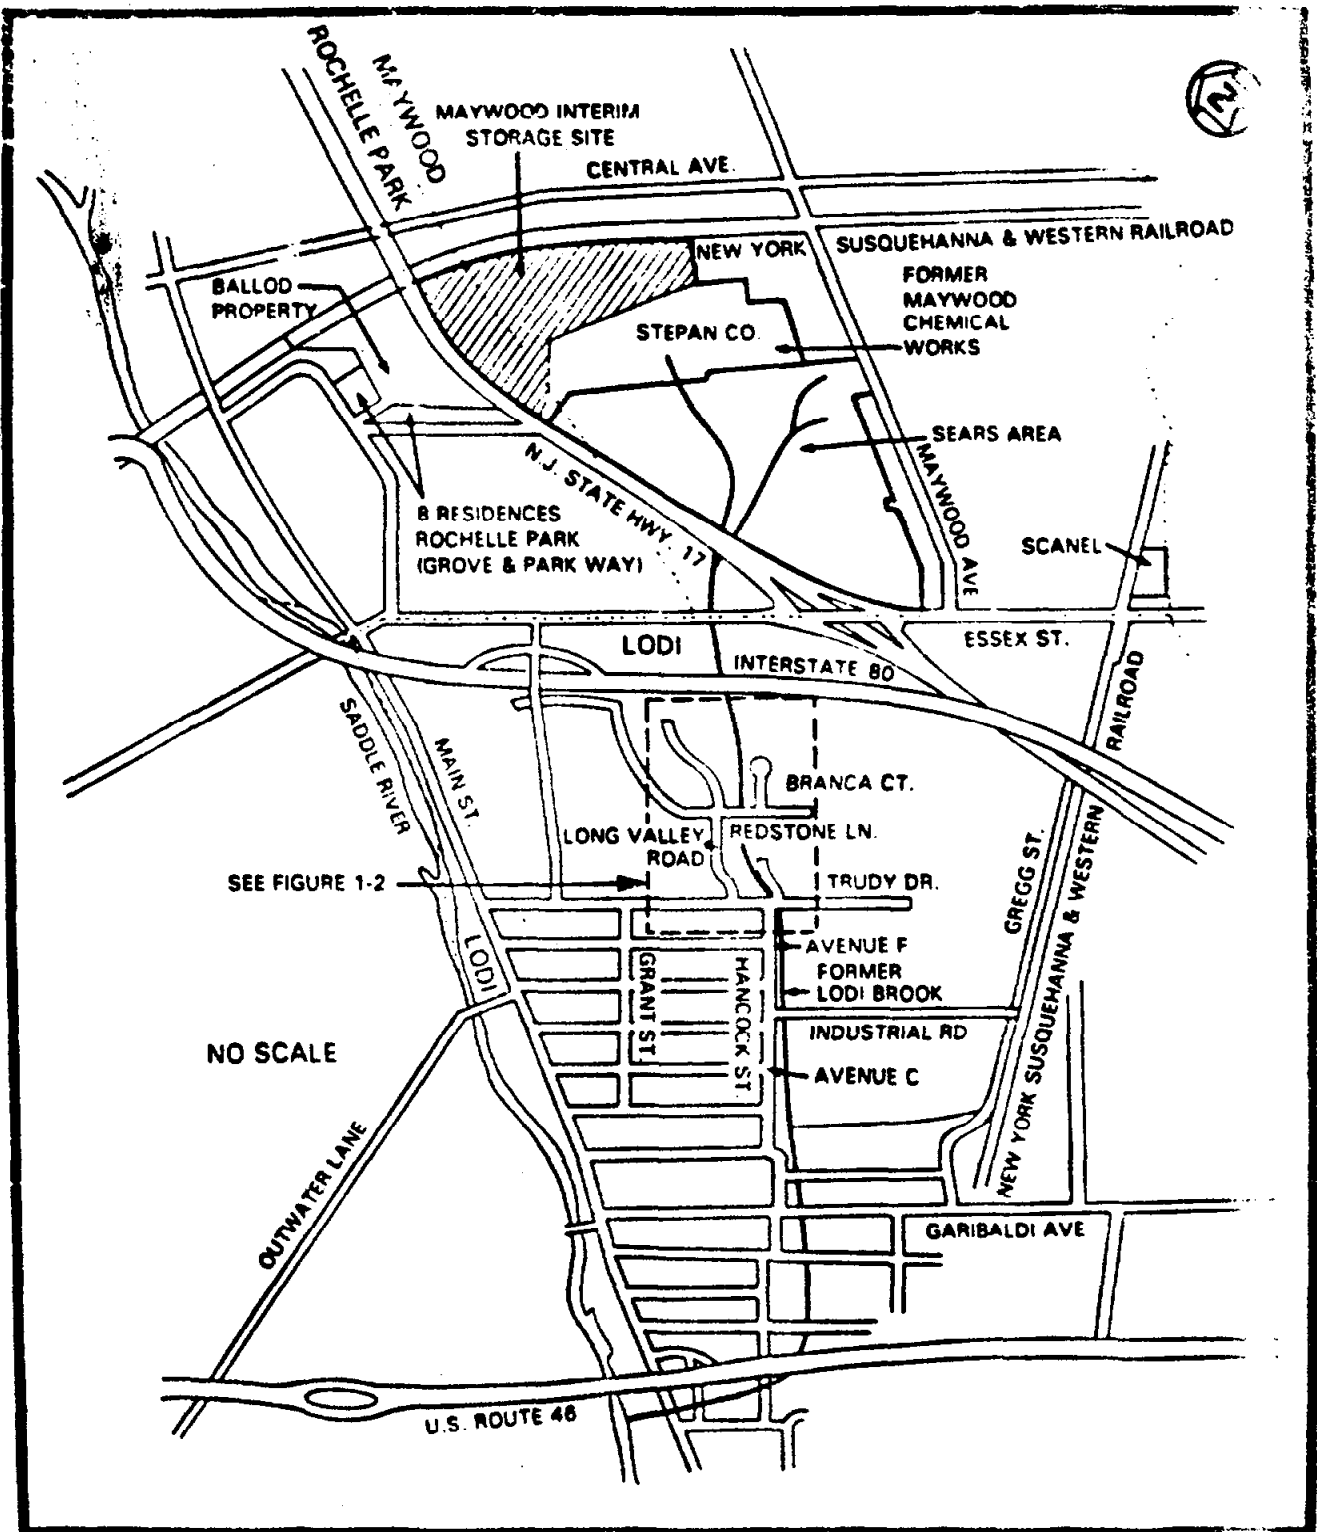 ROCHELLE PARK
MAYWOOD
MAYWOOD INTERIM
STORAGE SITE
CENTRAL AVE.
N
NEW YORK
SUSQUEHANNA & WESTERN RAILROAD
BALLOD
PROPERTY
FORMER
MAYWOOD
CHEMICAL
WORKS
STEPAN CO.
SEARS AREA
N.J. STATE HWY. 17
MAYWOOD AVE
8 RESIDENCES
ROCHELLE PARK
(GROVE & PARK WAY)
SCANEL
LODI
ESSEX ST.
INTERSTATE 80
SADDLE RIVER
MAIN ST.
BRANCA CT.
LONG VALLEY
ROAD
REDSTONE LN.
SEE FIGURE 1-2
TRUDY DR.
GREGG ST.
NEW YORK SUSQUEHANNA & WESTERN RAILROAD
LODI
GRANT ST.
HANCOCK ST.
AVENUE F
FORMER
LODI BROOK
INDUSTRIAL RD
NO SCALE
AVENUE C
OUTWATER LANE
GARIBALDI AVE
U.S. ROUTE 46